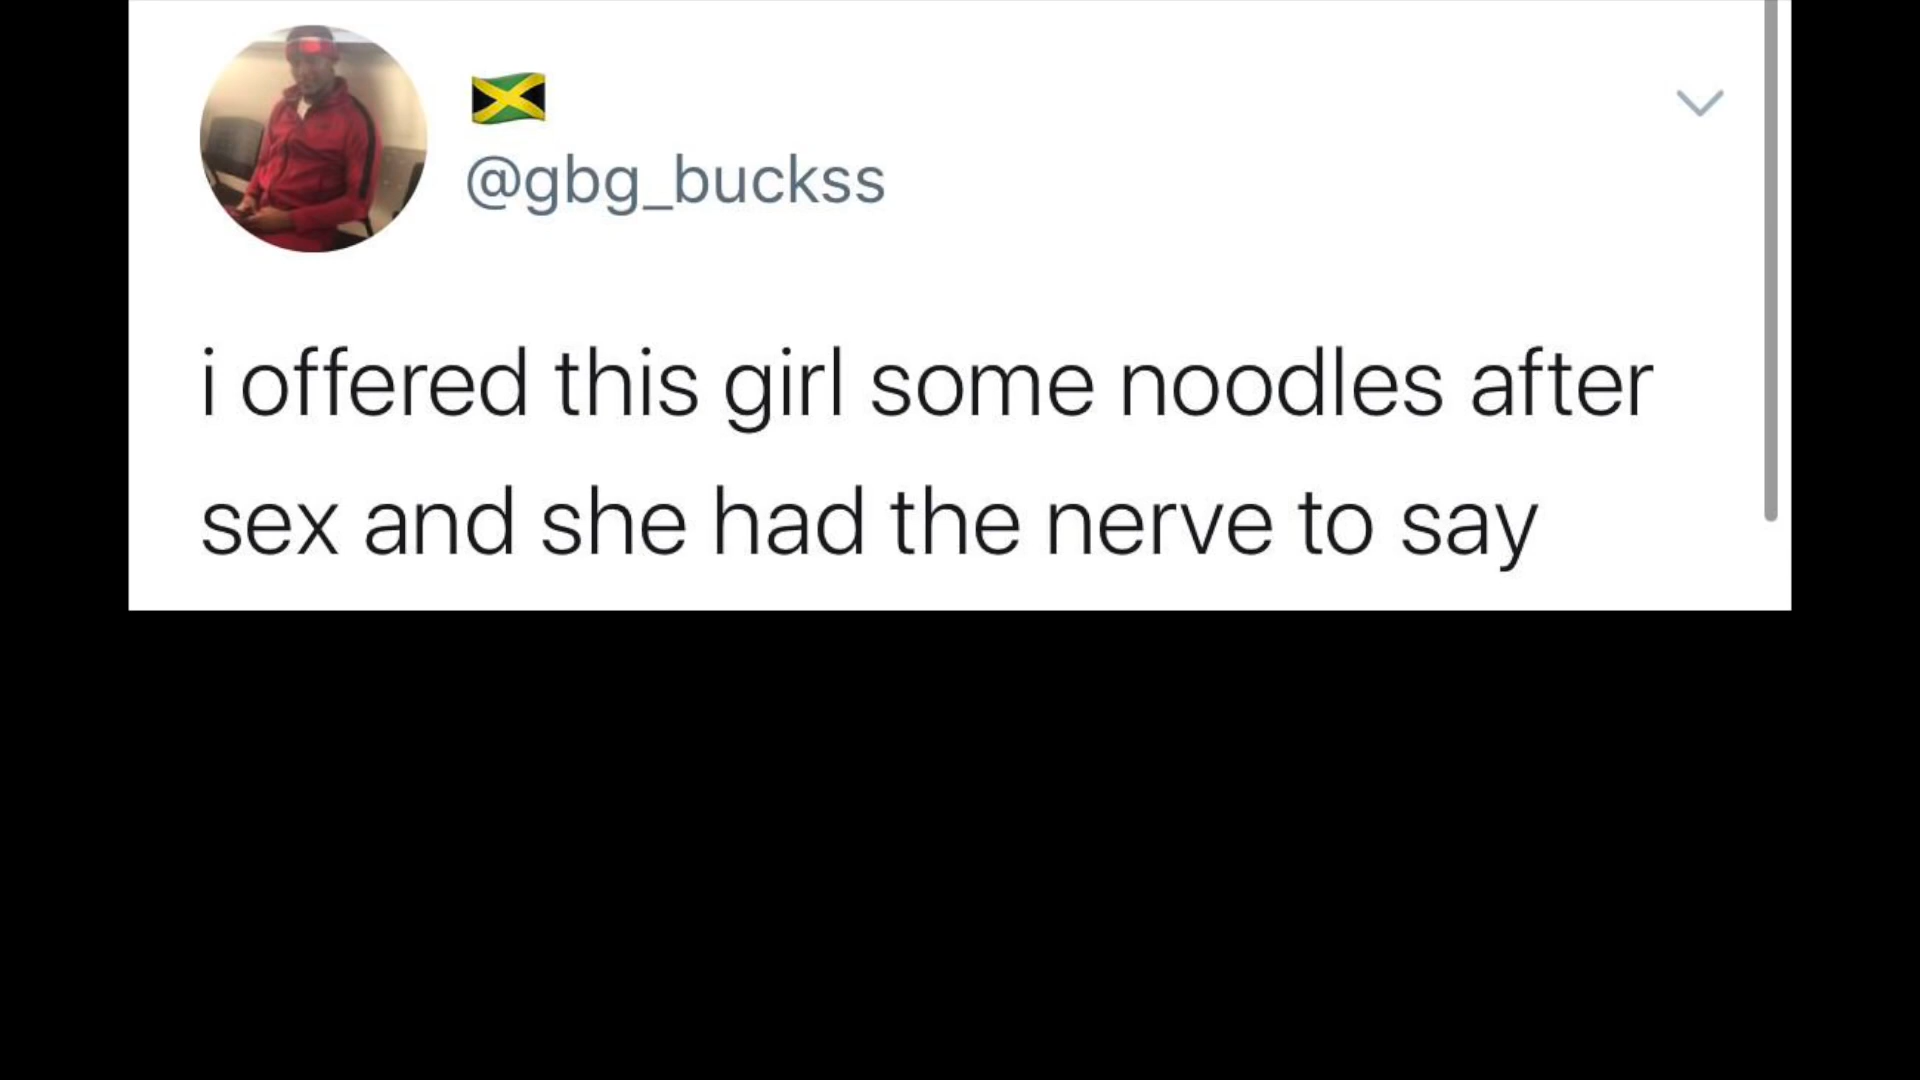 🇯🇲
@gbg_buckss
i offered this girl some noodles after
sex and she had the nerve to say